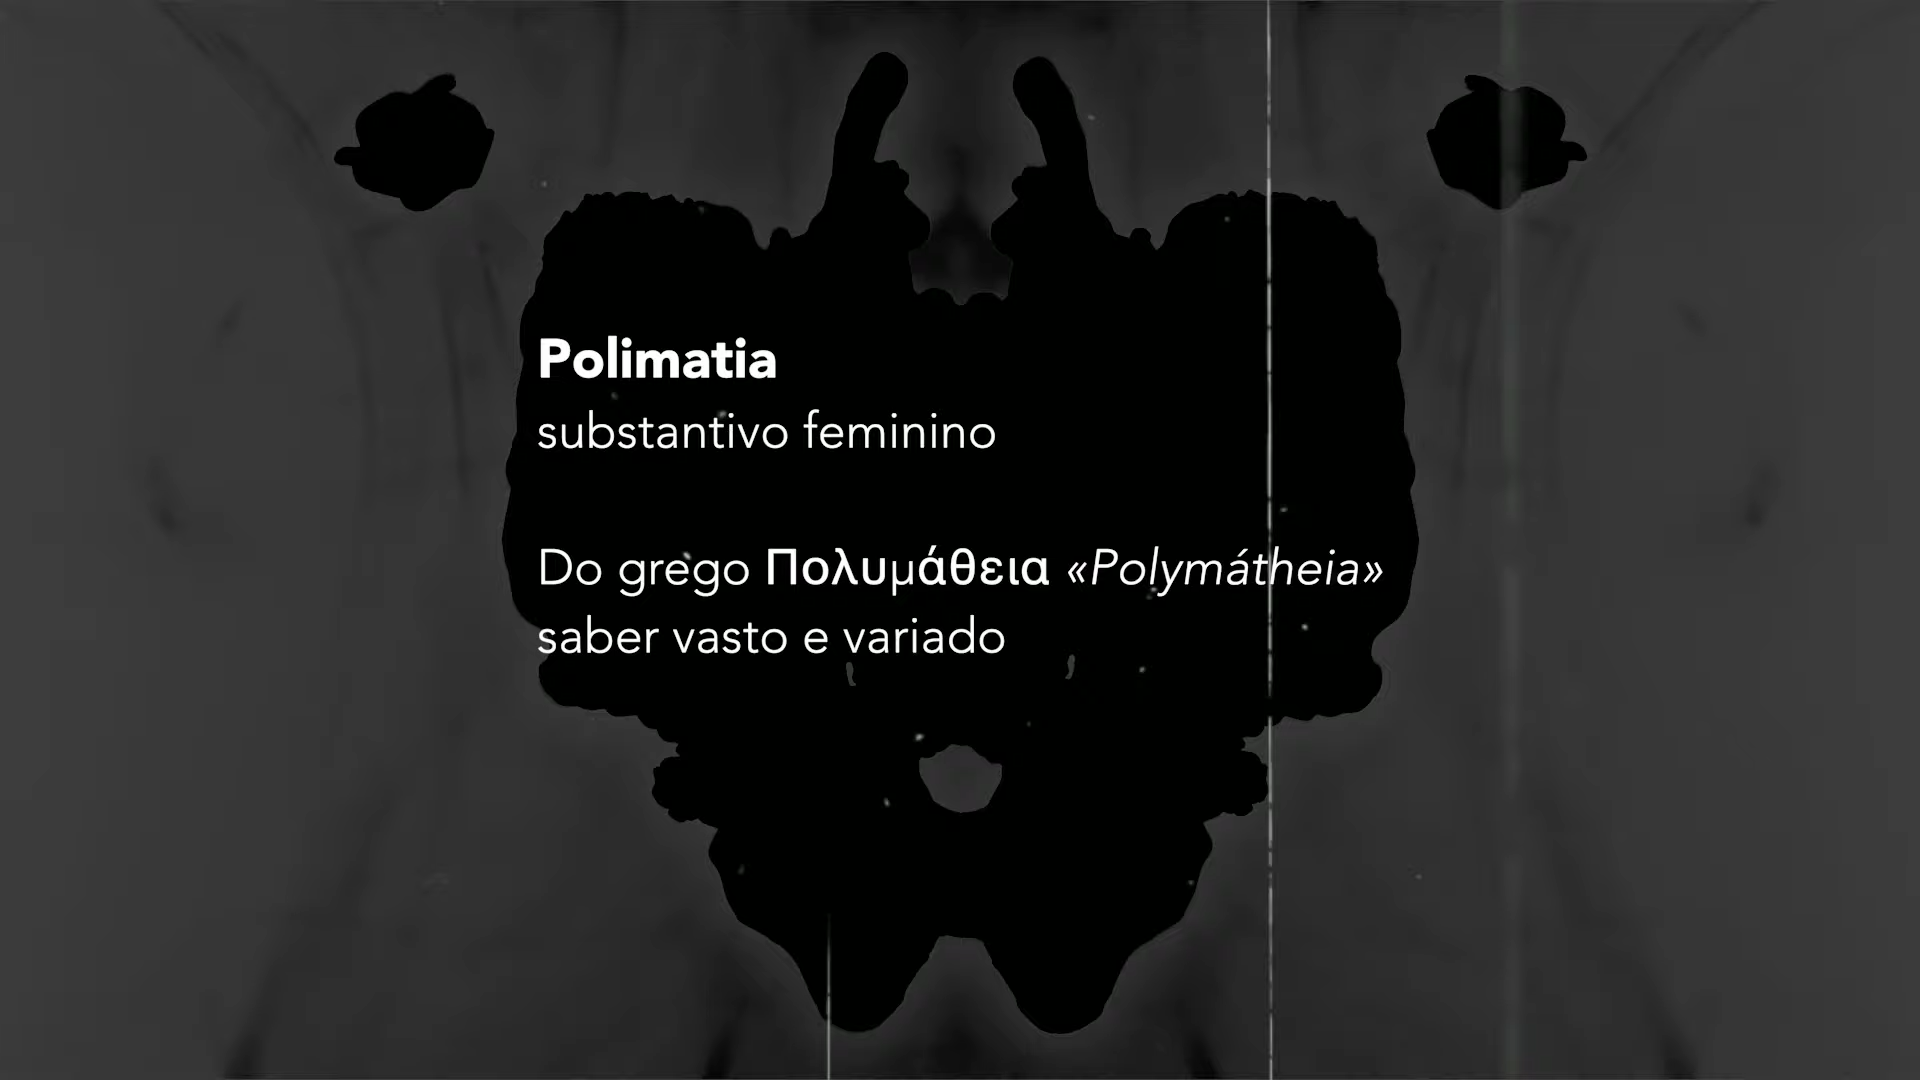 Polimatia
substantivo feminino
Do grego Πολυμάθεια «Polymátheia»
saber vasto e variado